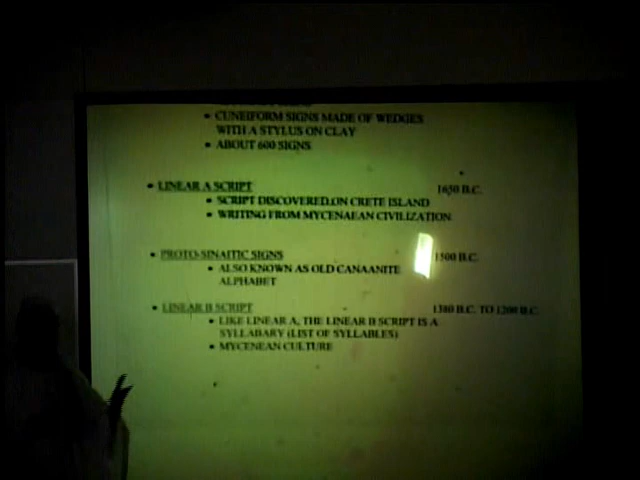 • CUNEIFORM SIGNS MADE OF WEDGES
WITH A STYLUS ON CLAY
• ABOUT 600 SIGNS
• LINEAR A SCRIPT 1650 B.C.
• SCRIPT DISCOVERED ON CRETE ISLAND
• WRITING FROM MYCENAEAN CIVILIZATION
• PROTO-SINAITIC SIGNS 1500 B.C.
• ALSO KNOWN AS OLD CANAANITE
ALPHABET
• LINEAR B SCRIPT 1380 B.C. TO 1200 B.C.
• LIKE LINEAR A, THE LINEAR B SCRIPT IS A
SYLLABARY (LIST OF SYLLABLES)
• MYCENEAN CULTURE